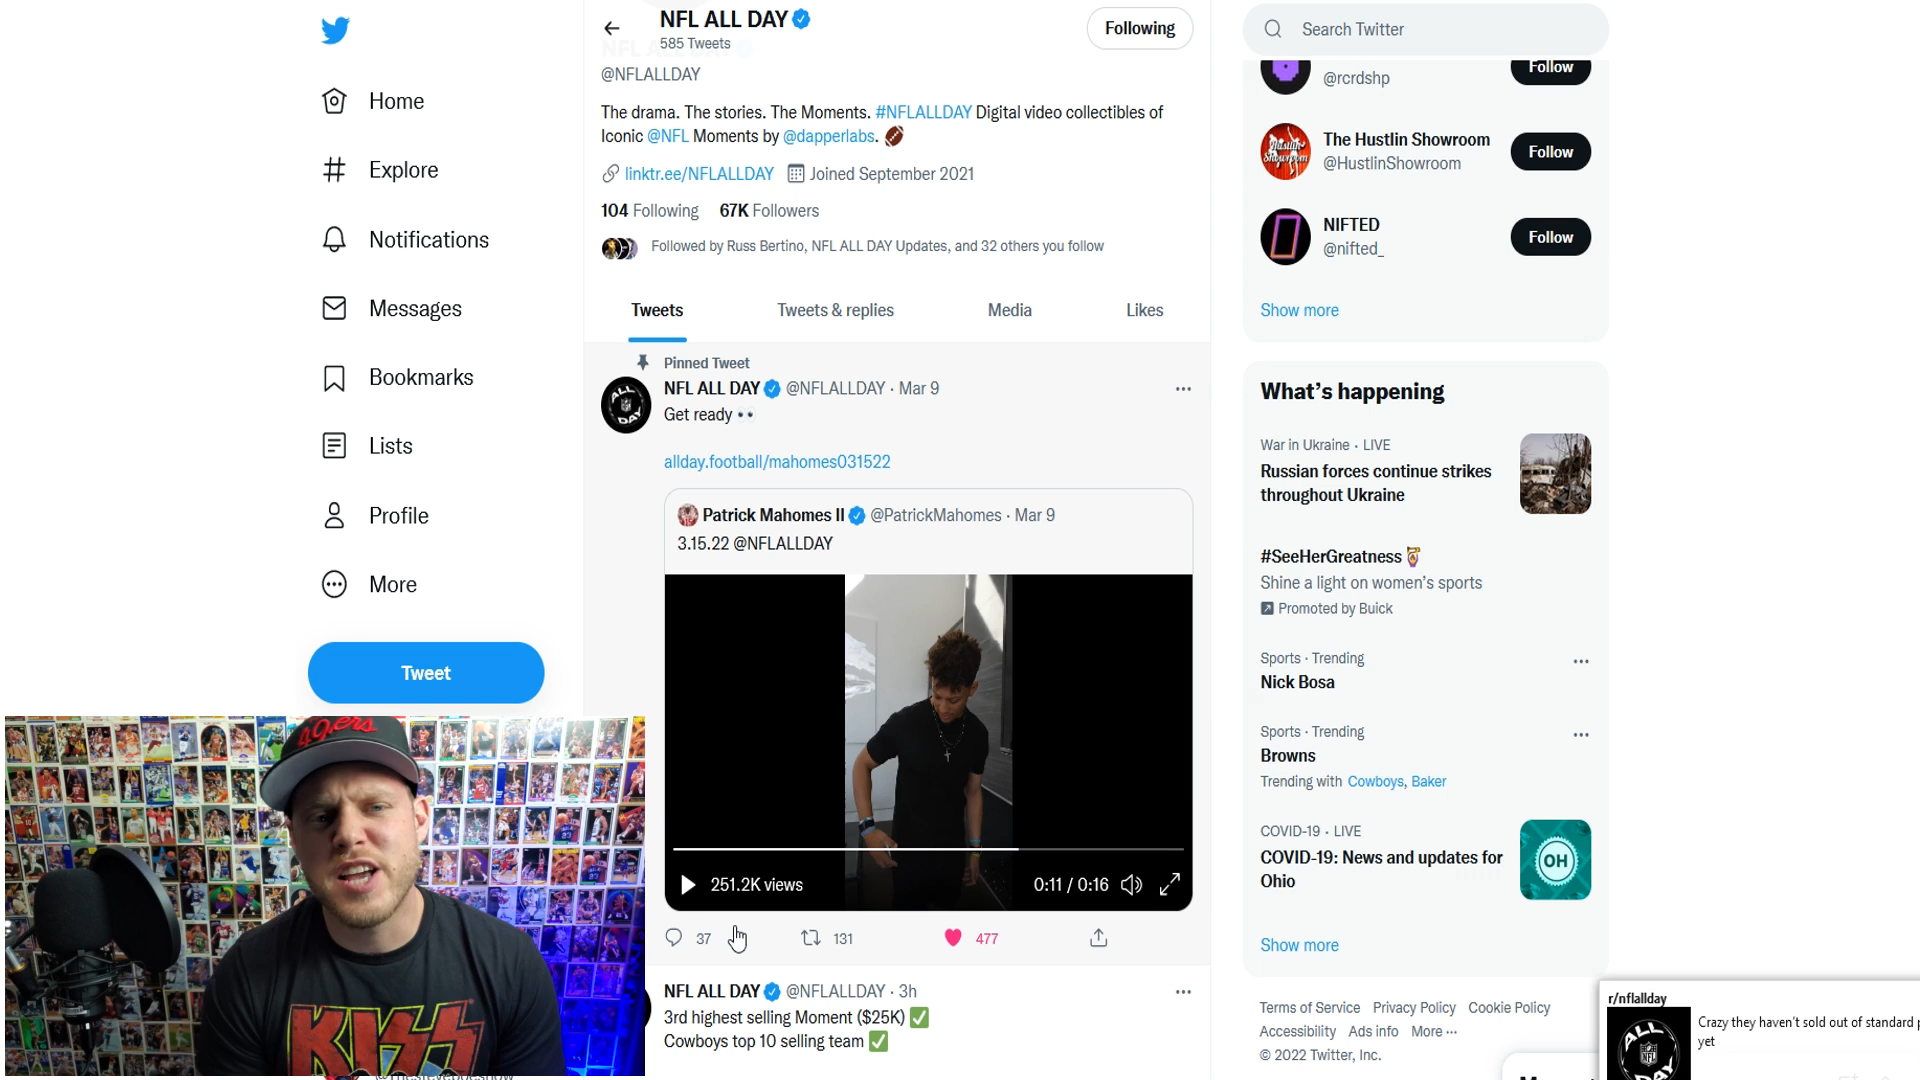 NFL ALL DAY
585 Tweets
Following
Search Twitter
@NFLALLDAY
The drama. The stories. The Moments. #NFLALLDAY Digital video collectibles of
Iconic @NFL Moments by @dapperlabs.
linktr.ee/NFLALLDAY Joined September 2021
104 Following 67K Followers
Followed by Russ Bertino, NFL ALL DAY Updates, and 32 others you follow
Tweets Tweets & replies Media Likes
Home
Explore
Notifications
Messages
Bookmarks
Lists
Profile
More
Tweet
Pinned Tweet
NFL ALL DAY @NFLALLDAY · Mar 9
Get ready
allday.football/mahomes031522
Patrick Mahomes II @PatrickMahomes · Mar 9
3.15.22 @NFLALLDAY
251.2K views 0:11 / 0:16
37 131 477
NFL ALL DAY @NFLALLDAY · 3h
3rd highest selling Moment ($25K) ✅
Cowboys top 10 selling team ✅
Follow
@rcrdshp
The Hustlin Showroom
@HustlinShowroom
Follow
NIFTED
@nifted_
Follow
Show more
What's happening
War in Ukraine · LIVE
Russian forces continue strikes
throughout Ukraine
#SeeHerGreatness
Shine a light on women's sports
Promoted by Buick
Sports · Trending
Nick Bosa
Sports · Trending
Browns
Trending with Cowboys, Baker
COVID-19 · LIVE
COVID-19: News and updates for
Ohio
OH
Show more
Terms of Service Privacy Policy Cookie Policy
Accessibility Ads info More ···
© 2022 Twitter, Inc.
r/nflallday
Crazy they haven't sold out of standard
yet
ALL
NFL
DAY
49ers
KISS